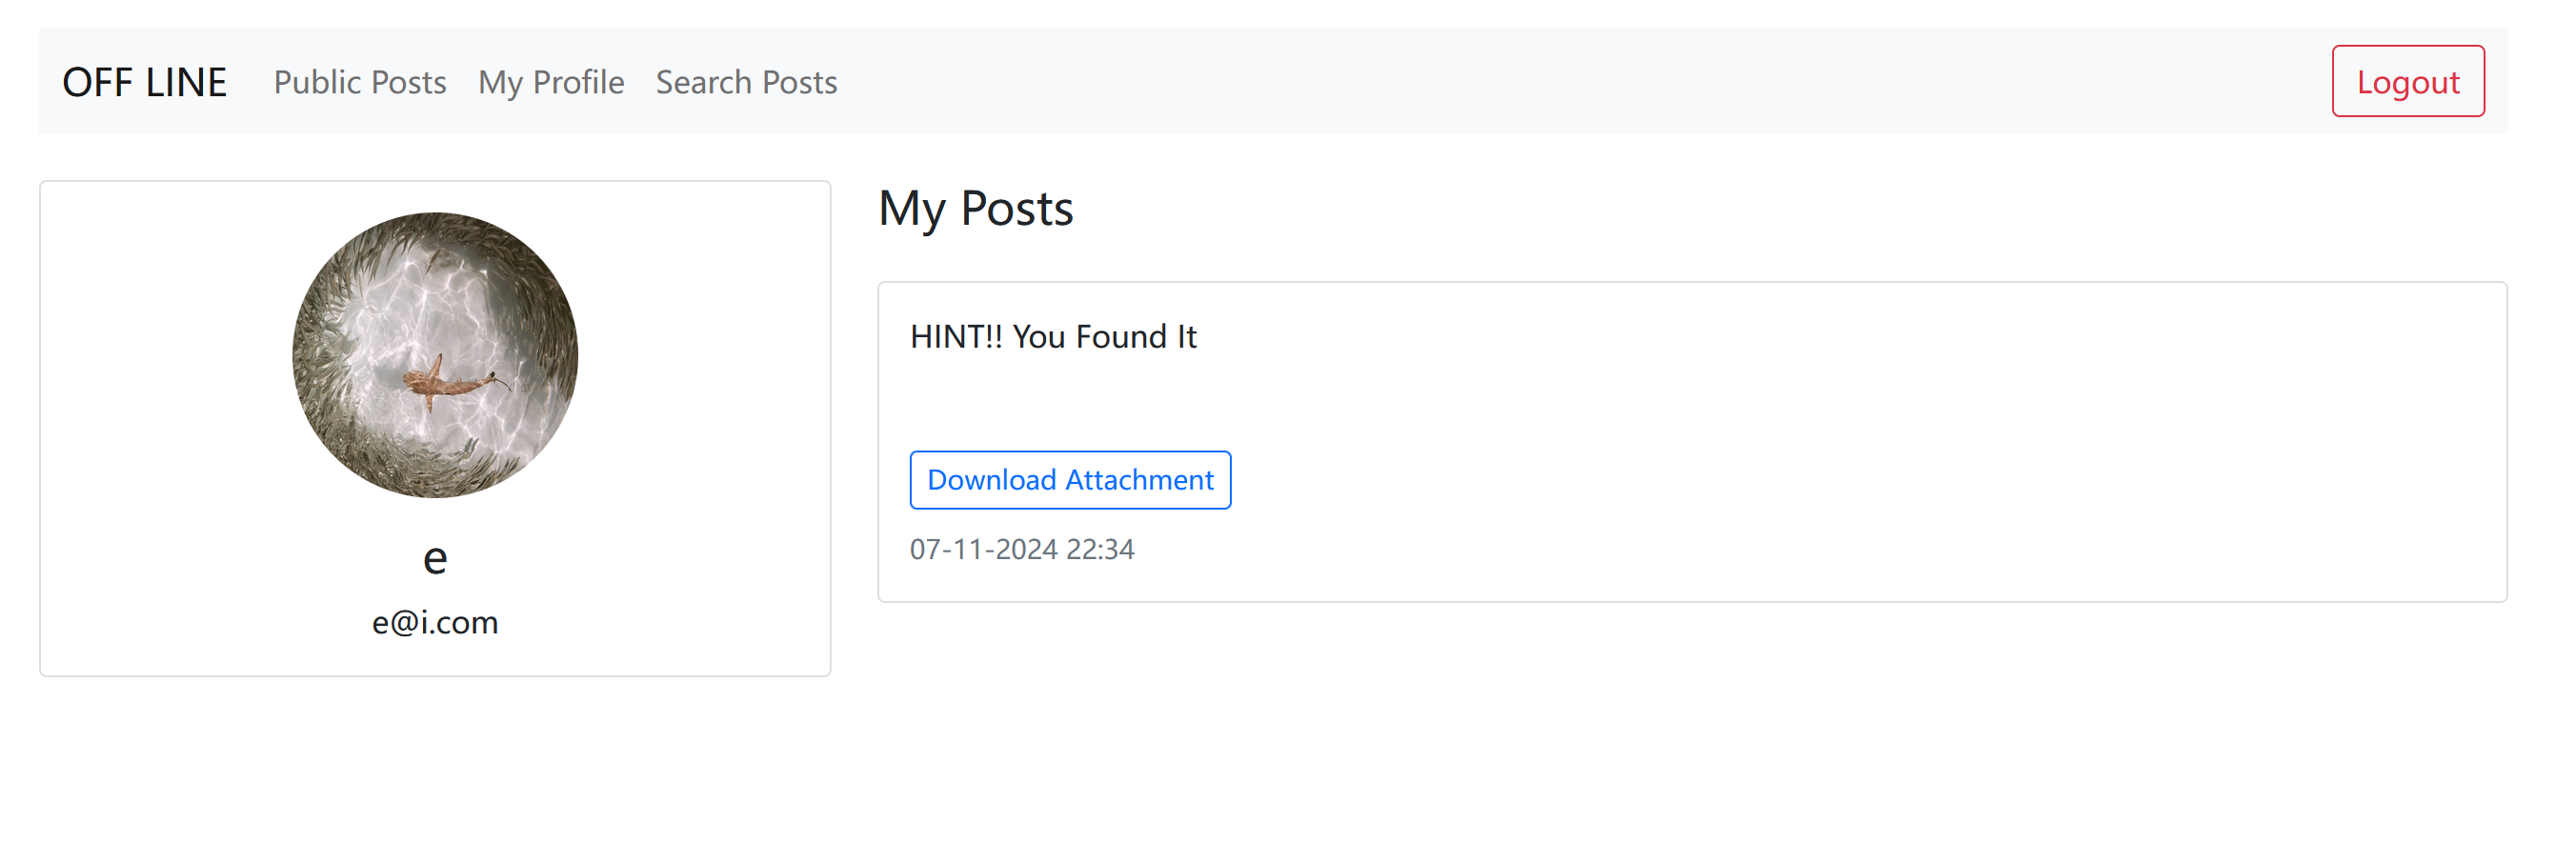 OFF LINE Public Posts My Profile Search Posts Logout
e
e@i.com
My Posts
HINT!! You Found It
Download Attachment
07-11-2024 22:34